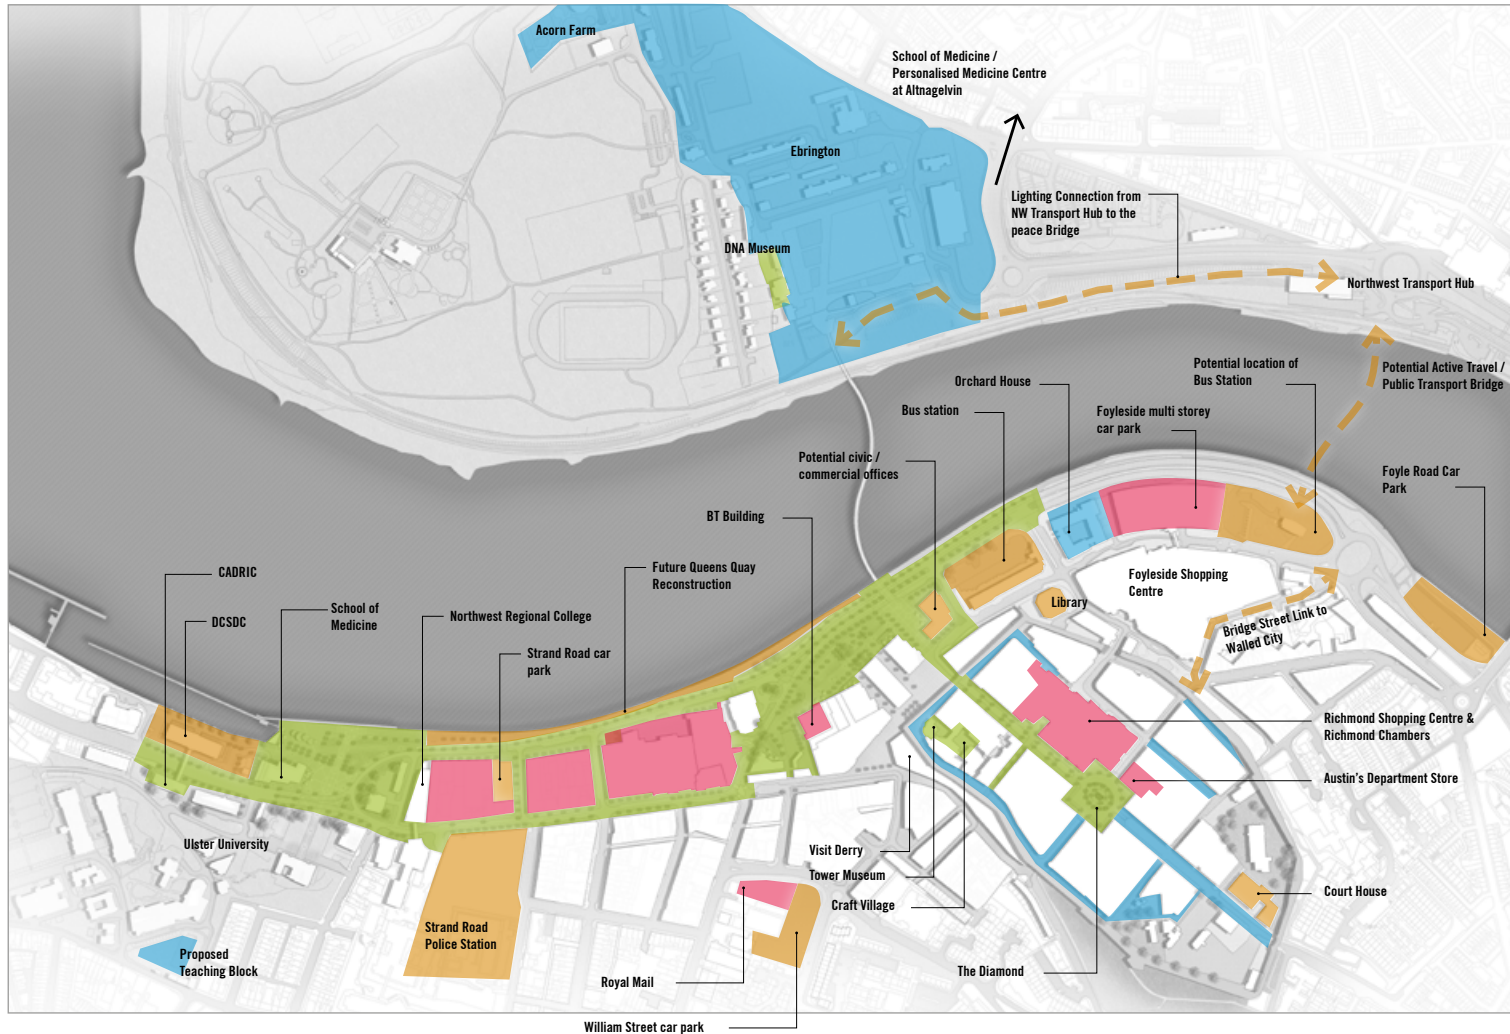 Acorn Farm
School of Medicine /
Personalised Medicine Centre
at Altnagelvin
Ebrington
Lighting Connection from
NW Transport Hub to the
peace Bridge
DNA Museum
Northwest Transport Hub
Potential location of
Bus Station
Potential Active Travel /
Public Transport Bridge
Orchard House
Bus station
Foyleside multi storey
car park
Potential civic /
commercial offices
Foyle Road Car
Park
BT Building
Future Queens Quay
Reconstruction
CADRIC
Foyleside Shopping
Centre
DCSDC
School of
Medicine
Northwest Regional College
Library
Bridge Street Link to
Walled City
Strand Road car
park
Richmond Shopping Centre &
Richmond Chambers
Austin's Department Store
Ulster University
Visit Derry
Tower Museum
Craft Village
Court House
Strand Road
Police Station
Proposed
Teaching Block
Royal Mail
The Diamond
William Street car park